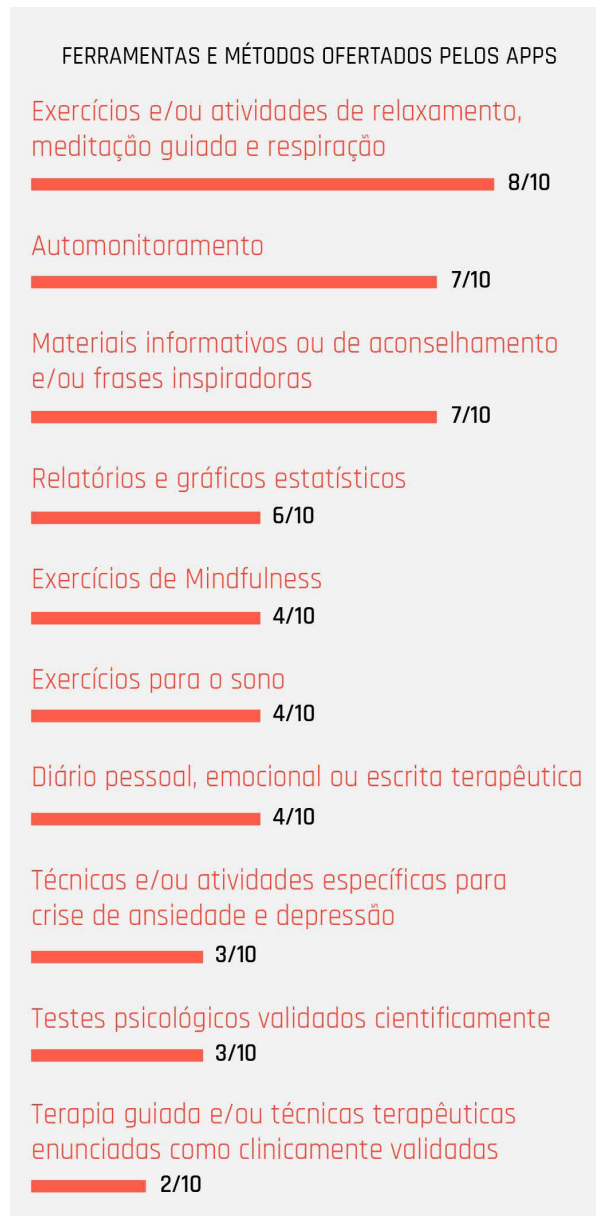 FERRAMENTAS E MÉTODOS OFERTADOS PELOS APPS
Exercícios e/ou atividades de relaxamento,
meditação guiada e respiração
8/10
Automonitoramento
7/10
Materiais informativos ou de aconselhamento
e/ou frases inspiradoras
7/10
Relatórios e gráficos estatísticos
6/10
Exercícios de Mindfulness
4/10
Exercícios para o sono
4/10
Diário pessoal, emocional ou escrita terapêutica
4/10
Técnicas e/ou atividades específicas para
crise de ansiedade e depressão
3/10
Testes psicológicos validados cientificamente
3/10
Terapia guiada e/ou técnicas terapêuticas
enunciadas como clinicamente validadas
2/10